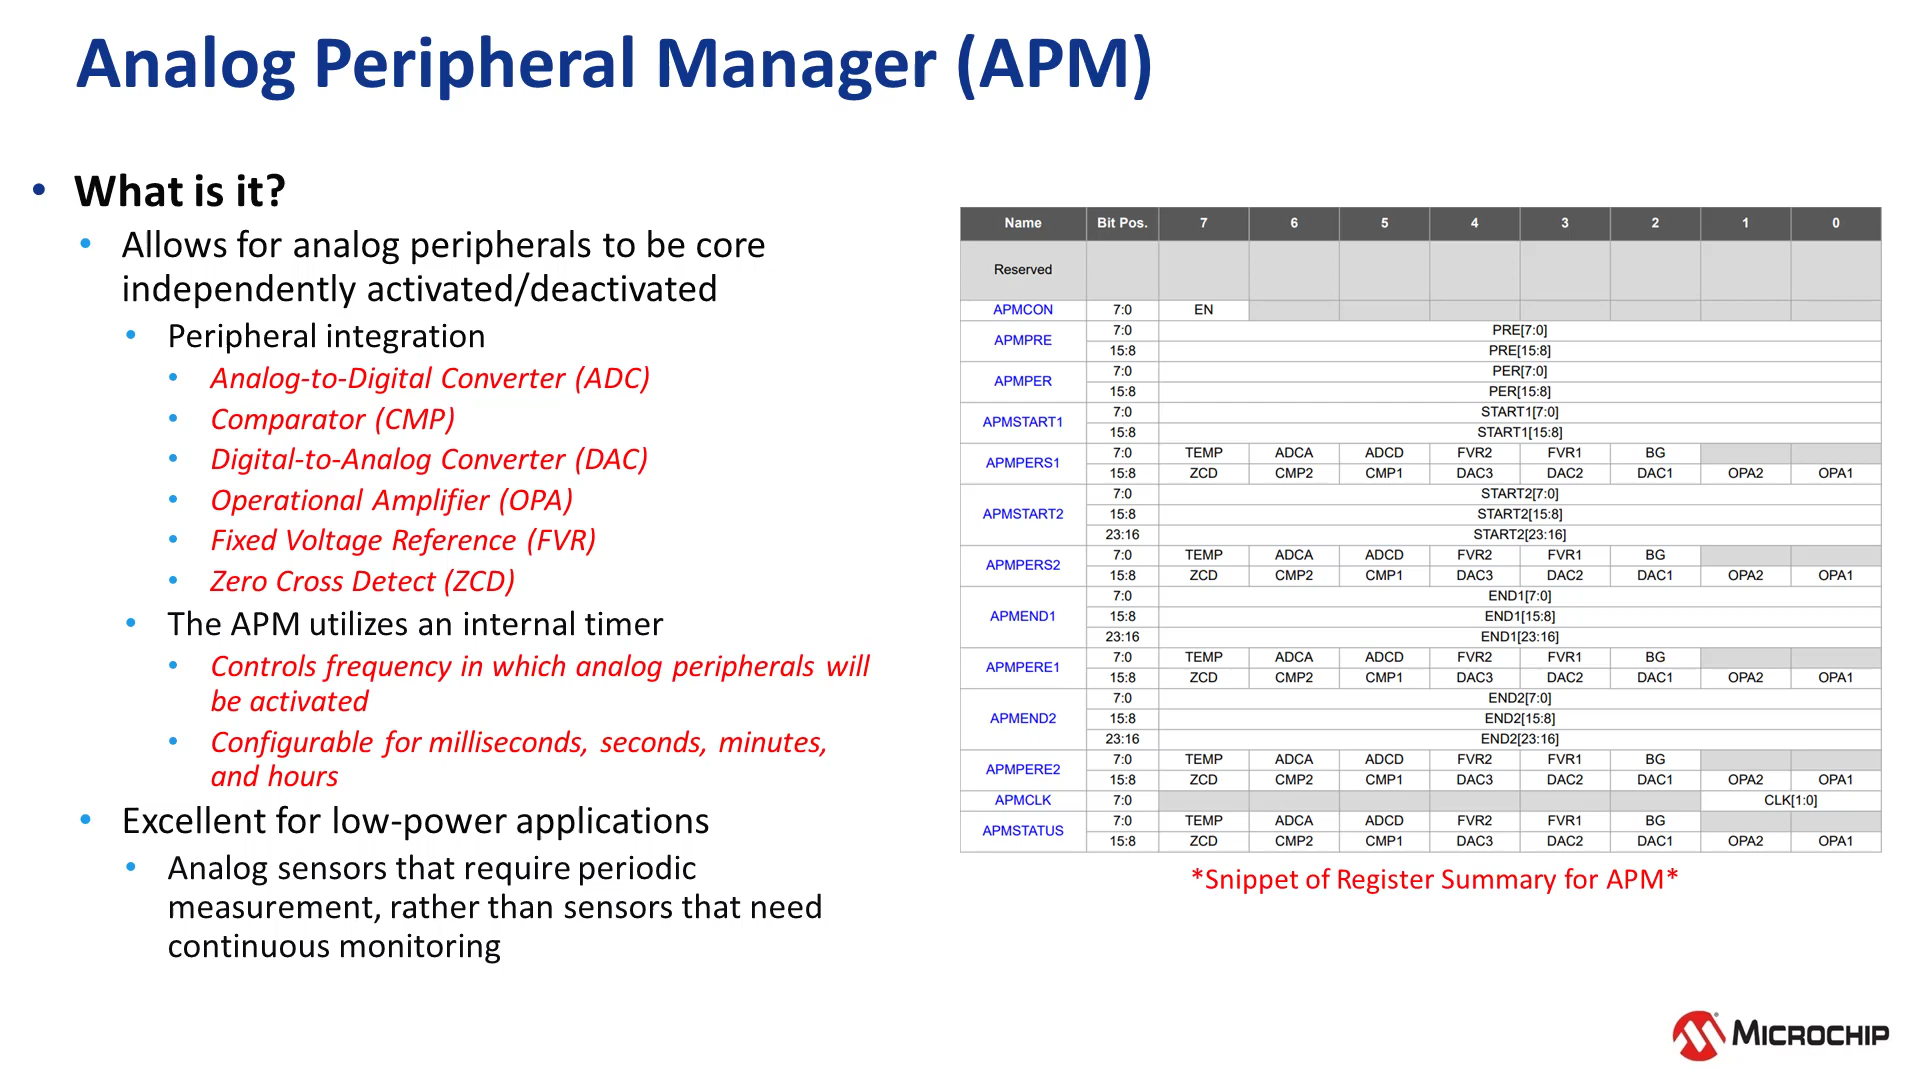 Analog Peripheral Manager (APM)
• What is it?
• Allows for analog peripherals to be core
independently activated/deactivated
• Peripheral integration
• Analog-to-Digital Converter (ADC)
• Comparator (CMP)
• Digital-to-Analog Converter (DAC)
• Operational Amplifier (OPA)
• Fixed Voltage Reference (FVR)
• Zero Cross Detect (ZCD)
• The APM utilizes an internal timer
• Controls frequency in which analog peripherals will
be activated
• Configurable for milliseconds, seconds, minutes,
and hours
• Excellent for low-power applications
• Analog sensors that require periodic
measurement, rather than sensors that need
continuous monitoring
Name Bit Pos. 7 6 5 4 3 2 1 0
Reserved
APMCON 7:0 EN
APMPRE 7:0 PRE[7:0]
15:8 PRE[15:8]
APMPER 7:0 PER[7:0]
15:8 PER[15:8]
APMSTART1 7:0 START1[7:0]
15:8 START1[15:8]
APMPERS1 7:0 TEMP ADCA ADCD FVR2 FVR1 BG
15:8 ZCD CMP2 CMP1 DAC3 DAC2 DAC1 OPA2 OPA1
APMSTART2 7:0 START2[7:0]
15:8 START2[15:8]
23:16 START2[23:16]
APMPERS2 7:0 TEMP ADCA ADCD FVR2 FVR1 BG
15:8 ZCD CMP2 CMP1 DAC3 DAC2 DAC1 OPA2 OPA1
APMEND1 7:0 END1[7:0]
15:8 END1[15:8]
23:16 END1[23:16]
APMPERE1 7:0 TEMP ADCA ADCD FVR2 FVR1 BG
15:8 ZCD CMP2 CMP1 DAC3 DAC2 DAC1 OPA2 OPA1
APMEND2 7:0 END2[7:0]
15:8 END2[15:8]
23:16 END2[23:16]
APMPERE2 7:0 TEMP ADCA ADCD FVR2 FVR1 BG
15:8 ZCD CMP2 CMP1 DAC3 DAC2 DAC1 OPA2 OPA1
APMCLK 7:0 CLK[1:0]
APMSTATUS 7:0 TEMP ADCA ADCD FVR2 FVR1 BG
15:8 ZCD CMP2 CMP1 DAC3 DAC2 DAC1 OPA2 OPA1
*Snippet of Register Summary for APM*
MICROCHIP